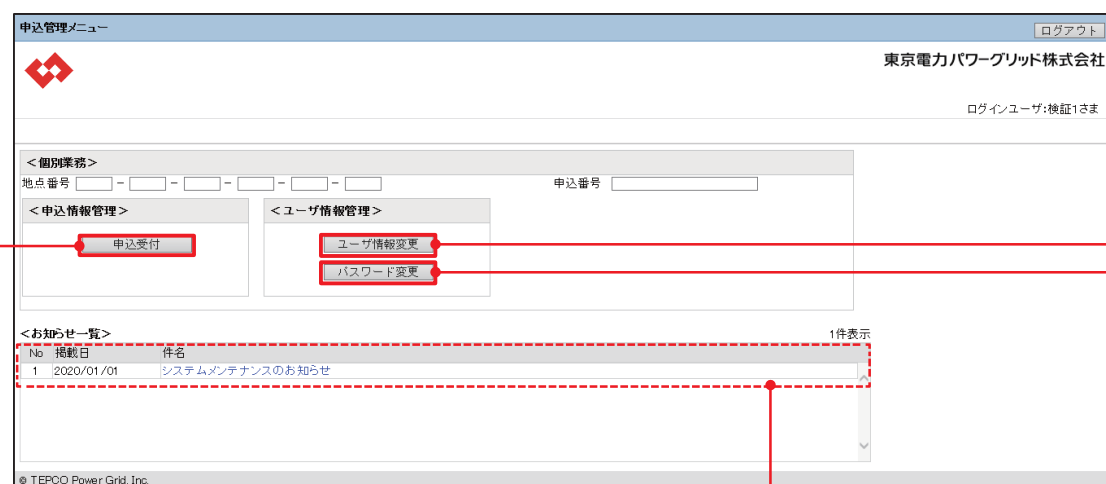 申込管理メニュー ログアウト
東京電力パワーグリッド株式会社
ログインユーザ:検証1さま
＜個別業務＞
地点番号 - - - - - 申込番号
＜申込情報管理＞ ＜ユーザ情報管理＞
申込受付 ユーザ情報変更
パスワード変更
＜お知らせ一覧＞ 1件表示
No 掲載日 件名
1 2020/01/01 システムメンテナンスのお知らせ
© TEPCO Power Grid, Inc.